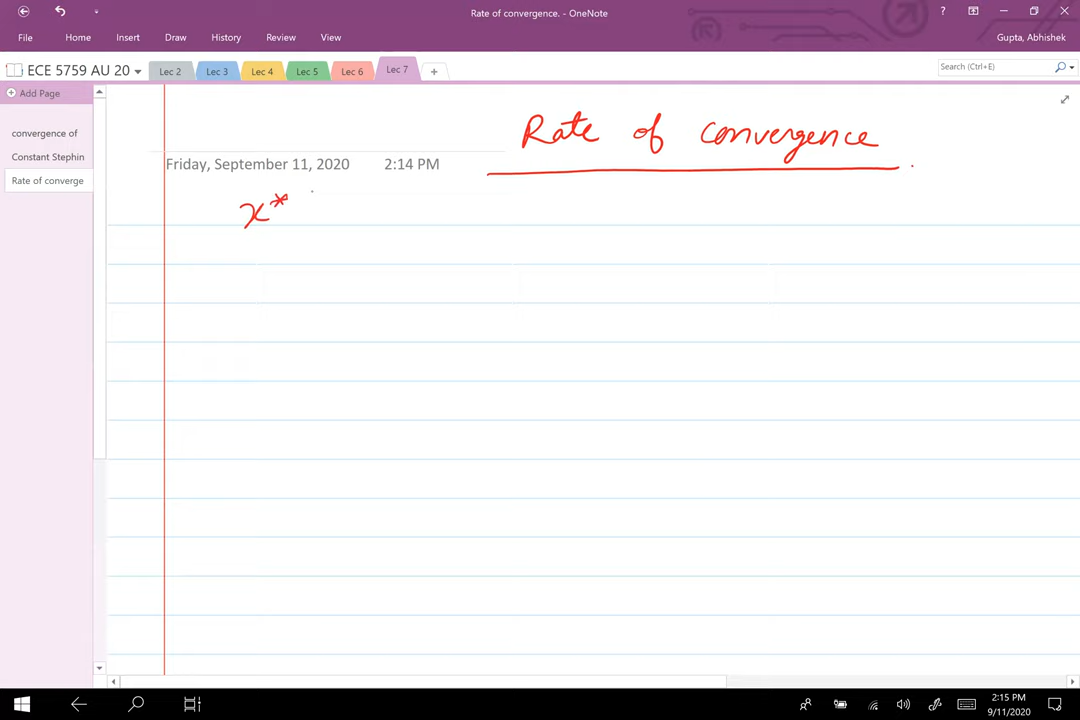 Rate of convergence. - OneNote
File Home Insert Draw History Review View
Gupta, Abhishek
ECE 5759 AU 20
Lec 2 Lec 3 Lec 4 Lec 5 Lec 6 Lec 7
Search (Ctrl+E)
Add Page
convergence of
Constant Stephin
Rate of converge
Rate of convergence.
Friday, September 11, 2020 2:14 PM
x*
2:15 PM
9/11/2020